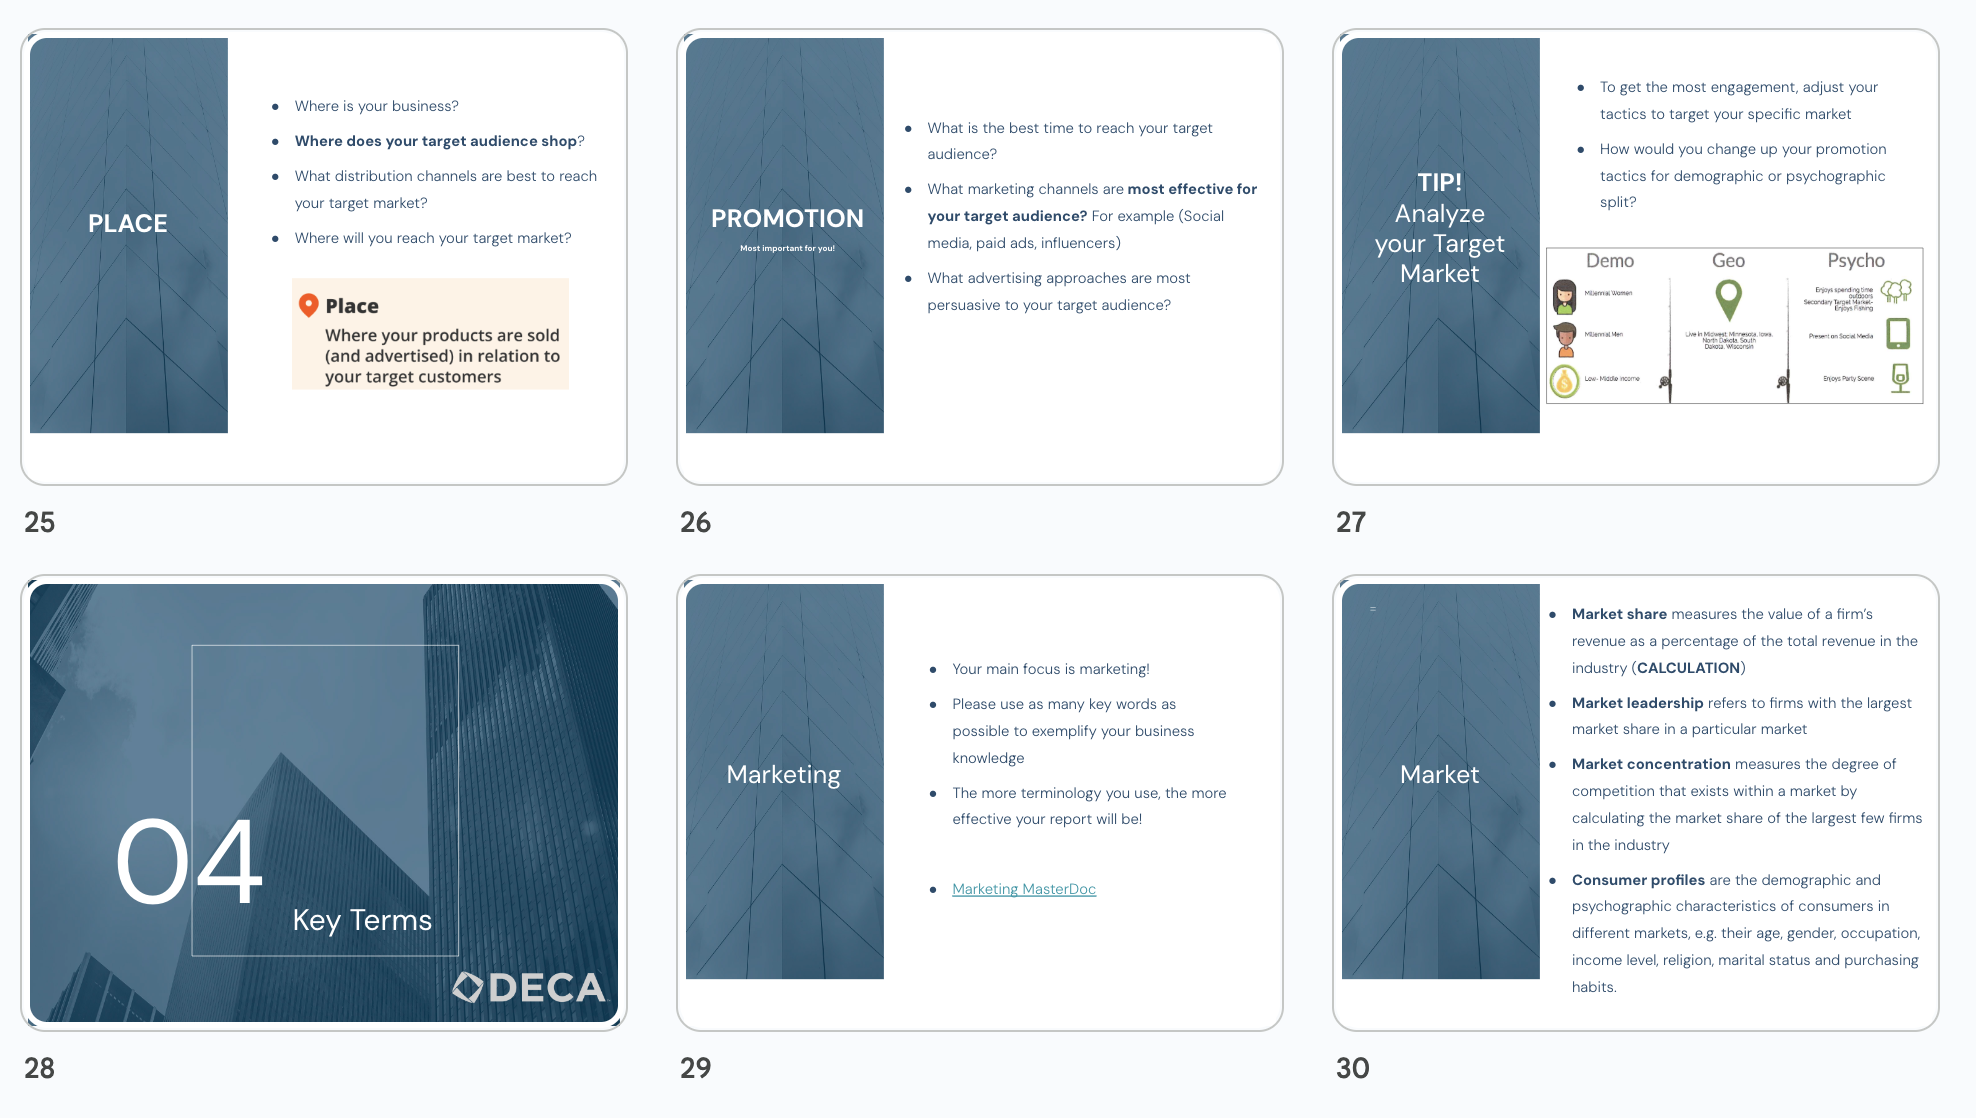 PLACE
● Where is your business?
● Where does your target audience shop?
● What distribution channels are best to reach
your target market?
● Where will you reach your target market?
Place
Where your products are sold
(and advertised) in relation to
your target customers
25
PROMOTION
Most important for you!
● What is the best time to reach your target
audience?
● What marketing channels are most effective for
your target audience? For example (Social
media, paid ads, influencers)
● What advertising approaches are most
persuasive to your target audience?
26
TIP!
Analyze
your Target
Market
● To get the most engagement, adjust your
tactics to target your specific market
● How would you change up your promotion
tactics for demographic or psychographic
split?
Demo
Millennial Women
Millennial Men
Low- Middle income
Geo
Live in Midwest: Minnesota, Iowa,
North Dakota, South
Dakota, Wisconsin
Psycho
Enjoys spending time
outdoors
Secondary Target Market-
Enjoys Fishing
Present on Social Media
Enjoys Party Scene
27
04
Key Terms
DECA
28
Marketing
● Your main focus is marketing!
● Please use as many key words as
possible to exemplify your business
knowledge
● The more terminology you use, the more
effective your report will be!
● Marketing MasterDoc
29
=
Market
● Market share measures the value of a firm's
revenue as a percentage of the total revenue in the
industry (CALCULATION)
● Market leadership refers to firms with the largest
market share in a particular market
● Market concentration measures the degree of
competition that exists within a market by
calculating the market share of the largest few firms
in the industry
● Consumer profiles are the demographic and
psychographic characteristics of consumers in
different markets, e.g. their age, gender, occupation,
income level, religion, marital status and purchasing
habits.
30